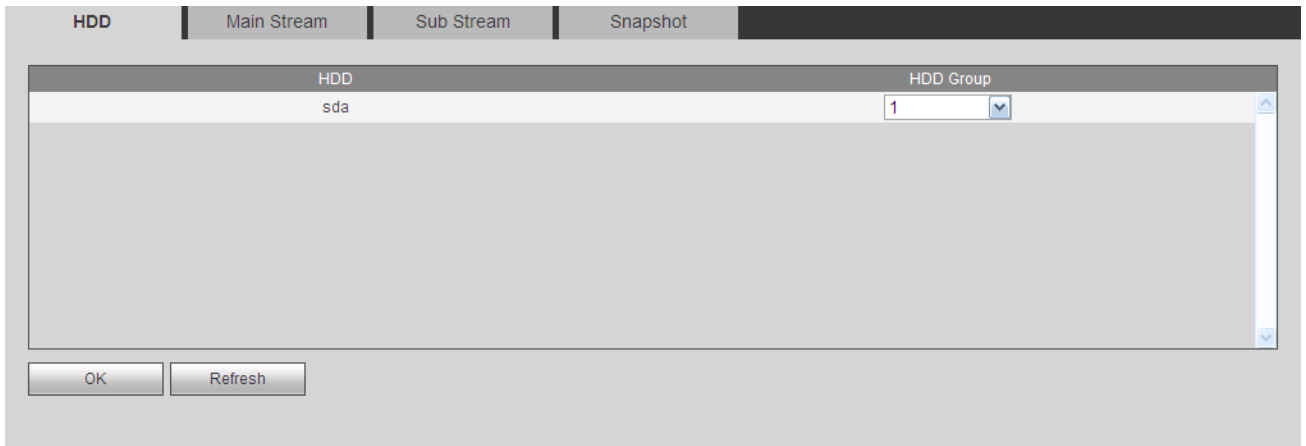 HDD Main Stream Sub Stream Snapshot
HDD HDD Group
sda 1
OK Refresh